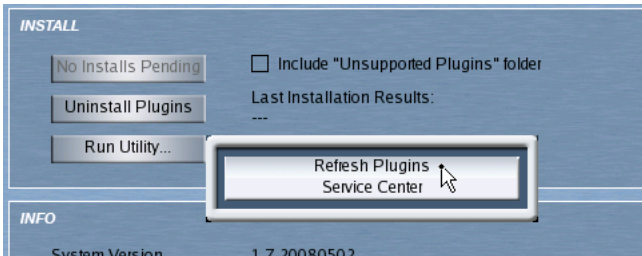 INSTALL
No Installs Pending
Include "Unsupported Plugins" folder
Uninstall Plugins
Last Installation Results:
---
Run Utility...
Refresh Plugins
Service Center
INFO
System Version 1.7.20080502